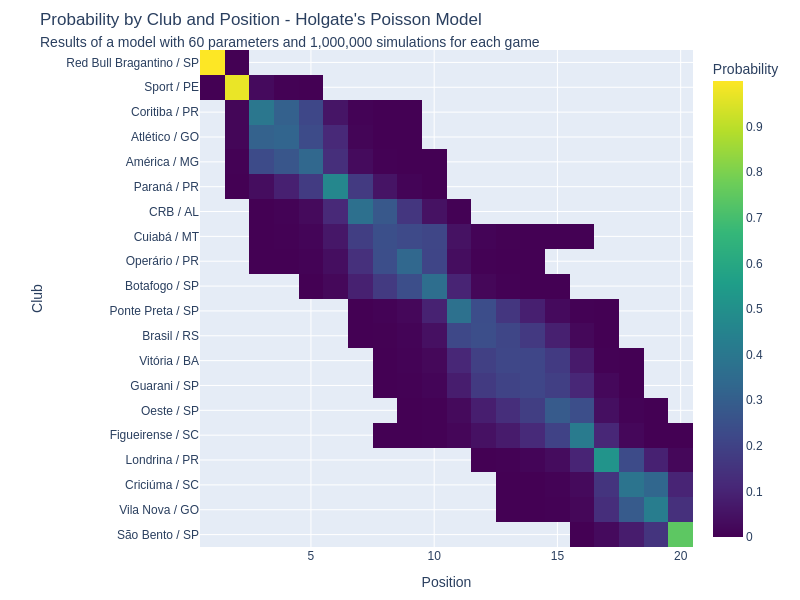 Probability by Club and Position - Holgate's Poisson Model
Results of a model with 60 parameters and 1,000,000 simulations for each game
Probability
Red Bull Bragantino / SP
Sport / PE
Coritiba / PR
Atlético / GO
América / MG
Paraná / PR
CRB / AL
Cuiabá / MT
Operário / PR
Botafogo / SP
Ponte Preta / SP
Brasil / RS
Vitória / BA
Guarani / SP
Oeste / SP
Figueirense / SC
Londrina / PR
Criciúma / SC
Vila Nova / GO
São Bento / SP
Club
5
10
15
20
Position
0.9
0.8
0.7
0.6
0.5
0.4
0.3
0.2
0.1
0